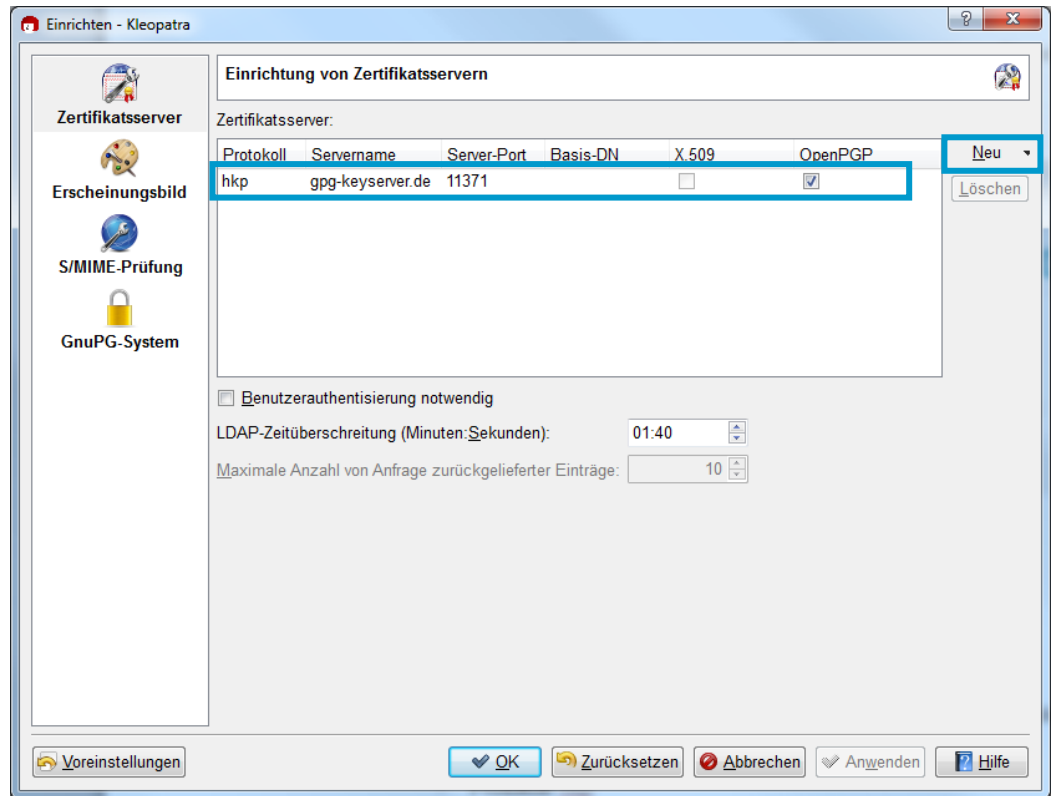 Einrichten - Kleopatra
Zertifikatsserver
Erscheinungsbild
S/MIME-Prüfung
GnuPG-System
Einrichtung von Zertifikatsservern
Zertifikatsserver:
Protokoll Servername Server-Port Basis-DN X.509 OpenPGP
hkp gpg-keyserver.de 11371
Neu
Löschen
Benutzerauthentisierung notwendig
LDAP-Zeitüberschreitung (Minuten:Sekunden): 01:40
Maximale Anzahl von Anfrage zurückgelieferter Einträge: 10
Voreinstellungen OK Zurücksetzen Abbrechen Anwenden Hilfe